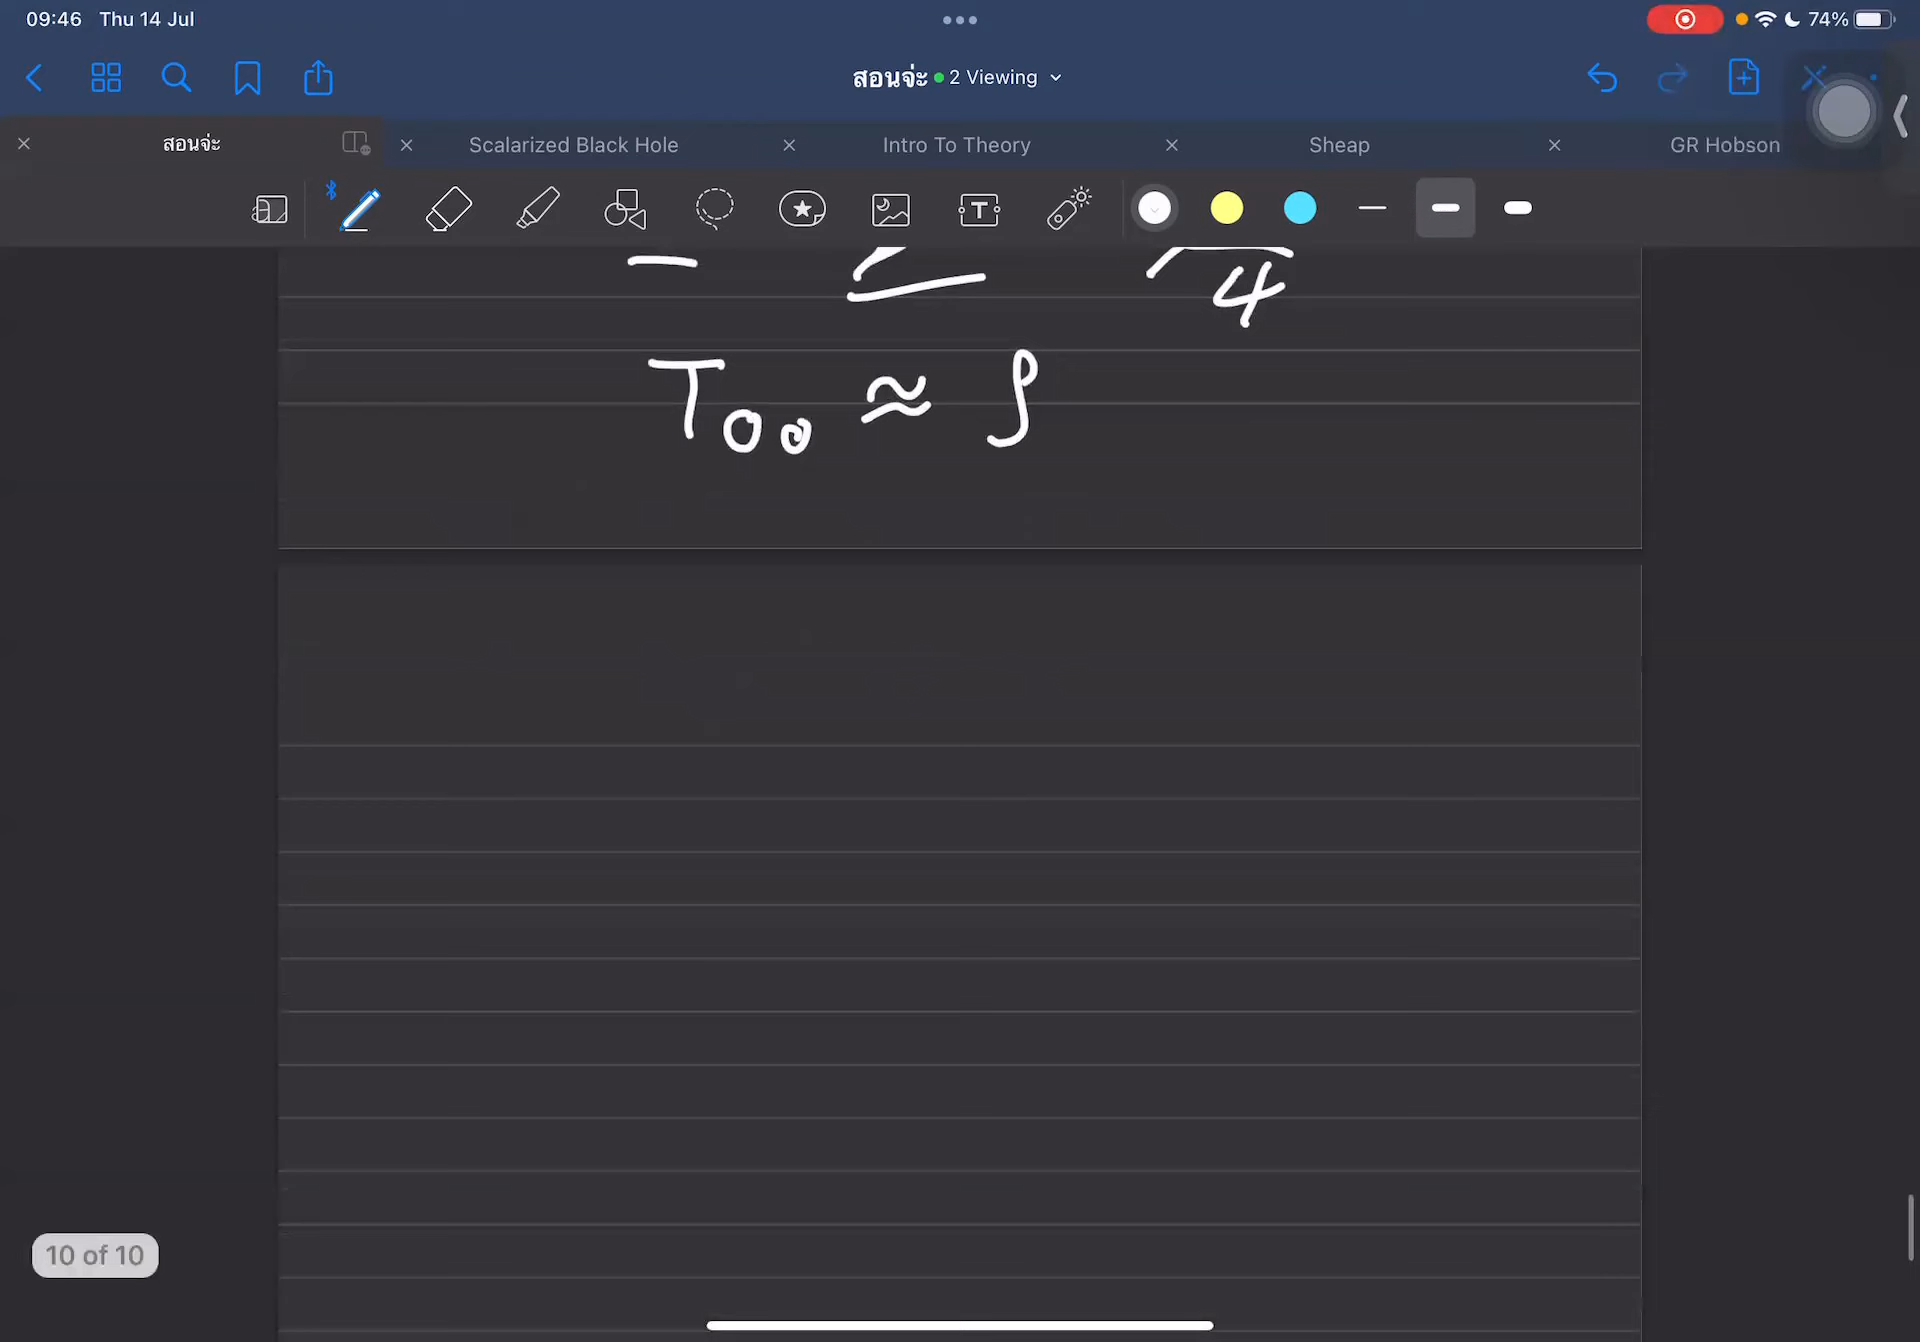 09:46 Thu 14 Jul
74%
สอนจ่ะ 2 Viewing
สอนจ่ะ
Scalarized Black Hole
Intro To Theory
Sheap
GR Hobson
T
4
T₀₀ ≈ ρ
10 of 10